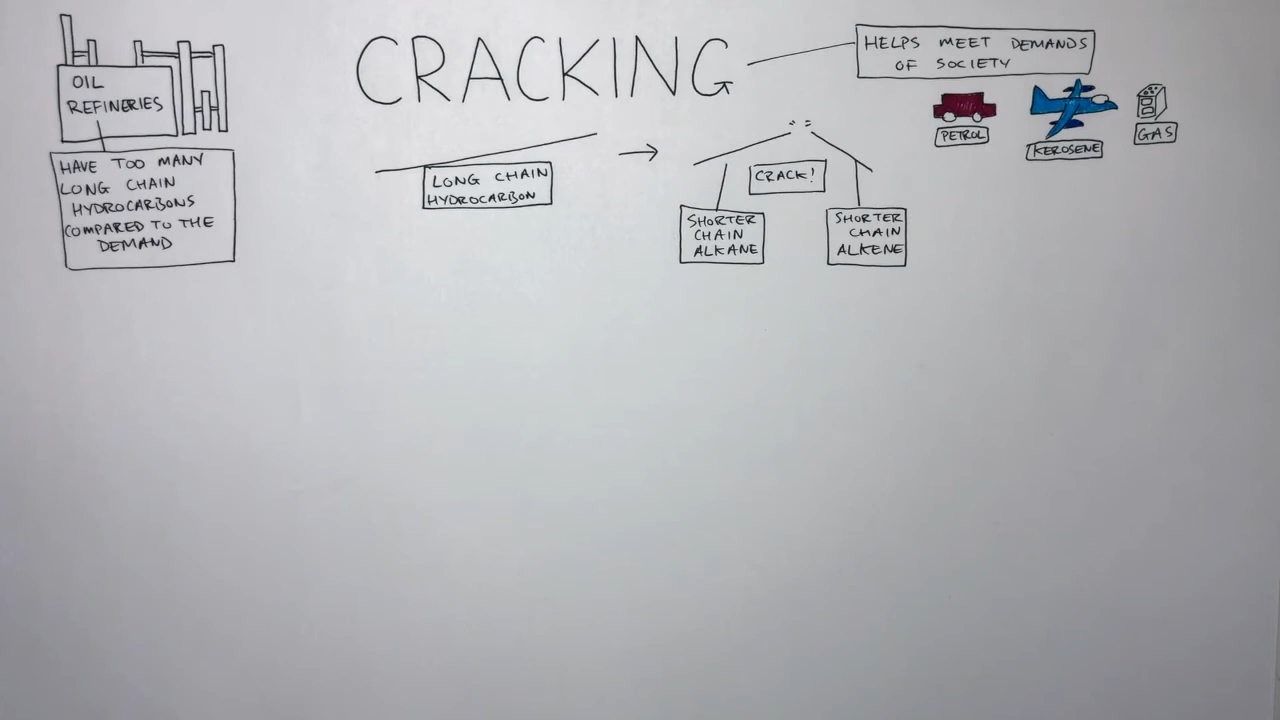 CRACKING
OIL
REFINERIES
HAVE TOO MANY
LONG CHAIN
HYDROCARBONS
COMPARED TO THE
DEMAND
LONG CHAIN
HYDROCARBON
→
CRACK!
SHORTER
CHAIN
ALKANE
SHORTER
CHAIN
ALKENE
HELPS MEET DEMANDS
OF SOCIETY
PETROL
KEROSENE
GAS